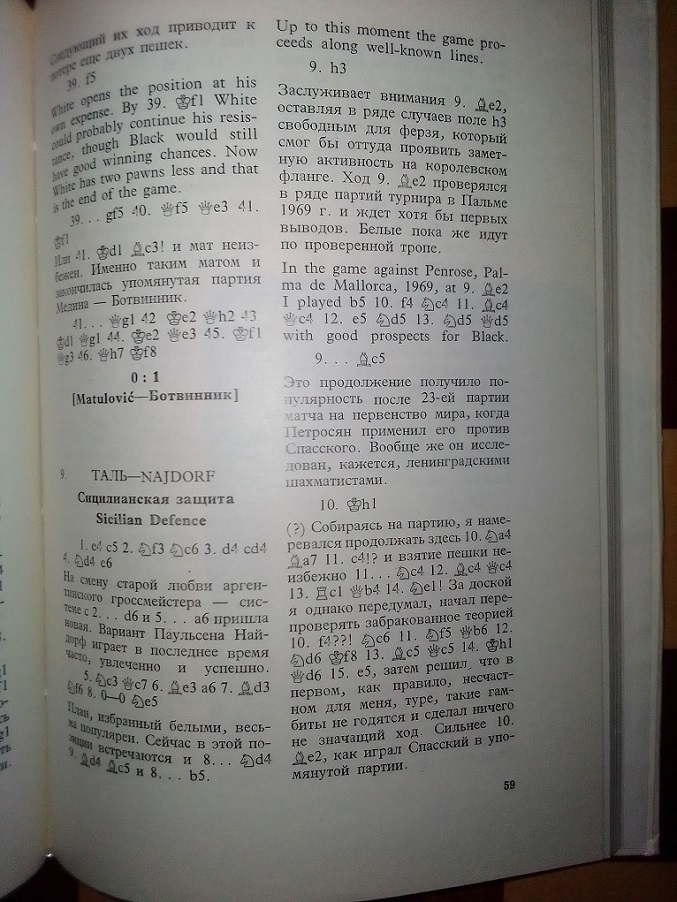 Следующий их ход приводит к
потере еще двух пешек.
39. f5
White opens the position at his
own expense. By 39. ♔f1 White
could probably continue his resis-
tance, though Black would still
have good winning chances. Now
White has two pawns less and that
is the end of the game.
39. . . gf5 40. ♕f5 ♕e3 41.
♔f1
Или 41. ♔d1 ♗c3! и мат неиз-
бежен. Именно таким матом и
закончилась упомянутая партия
Медина — Ботвинник.
41. . . ♕g1 42 ♔e2 ♕h2 43
♔d1 ♕g1 44. ♔e2 ♕e3 45. ♔f1
♕g3 46. ♕h7 ♔f8
0 : 1
[Matulović—Ботвинник]
9. ТАЛЬ—NAJDORF
Сицилианская защита
Sicilian Defence
1. e4 c5 2. ♘f3 ♘c6 3. d4 cd4
4. ♘d4 e6
На смену старой любви арген-
тинского гроссмейстера — сис-
теме с 2. . . d6 и 5. . . a6 пришла
новая. Вариант Паульсена Най-
дорф играет в последнее время
часто, увлеченно и успешно.
5. ♘c3 ♕c7 6. ♗e3 a6 7. ♗d3
♘f6 8. 0—0 ♘e5
План, избранный белыми, весь-
ма популярен. Сейчас в этой по-
зиции встречаются и 8. . . ♘d4
9. ♗d4 ♗c5 и 8. . . b5.
Up to this moment the game pro-
ceeds along well-known lines.
9. h3
Заслуживает внимания 9. ♗e2,
оставляя в ряде случаев поле h3
свободным для ферзя, который
смог бы оттуда проявить замет-
ную активность на королевском
фланге. Ход 9. ♗e2 проверялся
в ряде партий турнира в Пальме
1969 г. и ждет хотя бы первых
выводов. Белые пока же идут
по проверенной тропе.
In the game against Penrose, Pal-
ma de Mallorca, 1969, at 9. ♗e2
I played b5 10. f4 ♘c4 11. ♗c4
♕c4 12. e5 ♘d5 13. ♘d5 ♕d5
with good prospects for Black.
9. . . ♗c5
Это продолжение получило по-
пулярность после 23-ей партии
матча на первенство мира, когда
Петросян применил его против
Спасского. Вообще же он иссле-
дован, кажется, ленинградскими
шахматистами.
10. ♔h1
(?) Собираясь на партию, я наме-
ревался продолжать здесь 10. ♘a4
♗a7 11. c4!? и взятие пешки не-
избежно 11. . . ♘c4 12. ♗c4 ♕c4
13. ♖c1 ♕b4 14. ♘e1! За доской
я однако передумал, начал пере-
проверять забракованное теорией
10. f4??! ♘c6 11. ♘f5 ♕b6 12.
♘d6 ♔f8 13. ♗c5 ♕c5 14. ♔h1
♕d6 15. e5, затем решил, что в
первом, как правило, несчаст-
ном для меня, туре, такие гам-
биты не годятся и сделал ничего
не значащий ход. Сильнее 10.
♗e2, как играл Спасский в упо-
мянутой партии.
59